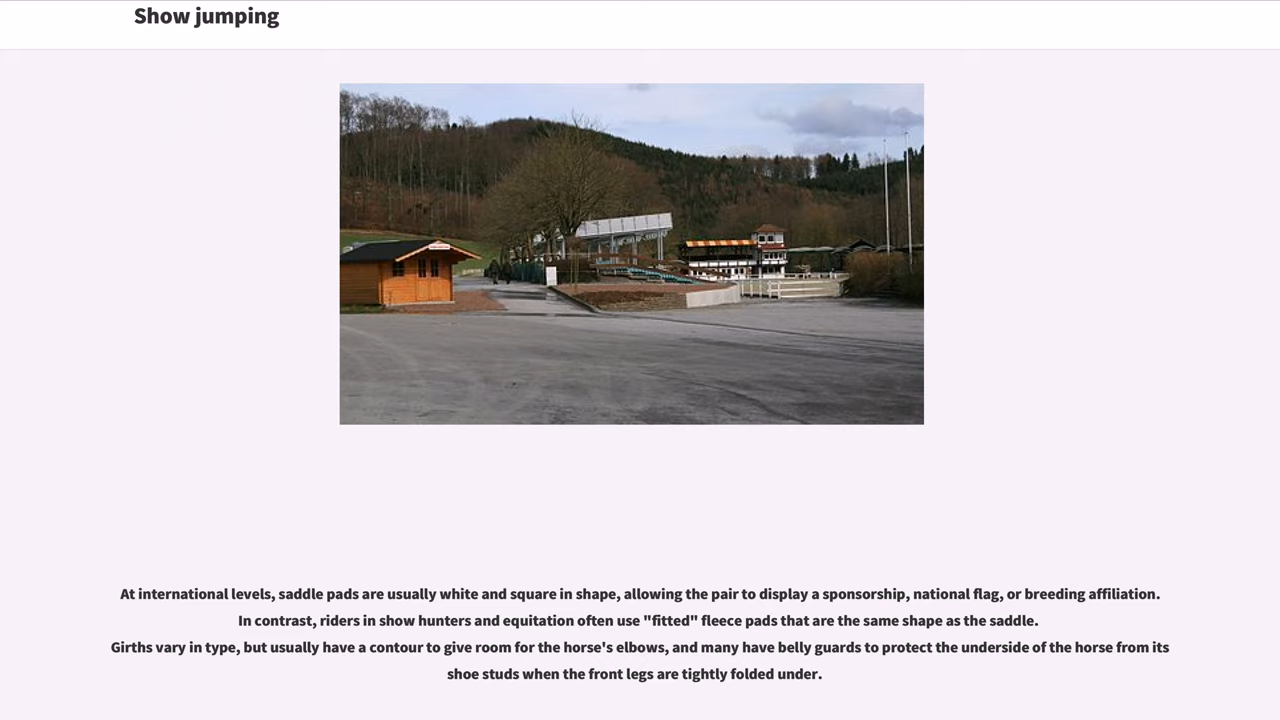 Show jumping
At international levels, saddle pads are usually white and square in shape, allowing the pair to display a sponsorship, national flag, or breeding affiliation.
In contrast, riders in show hunters and equitation often use "fitted" fleece pads that are the same shape as the saddle.
Girths vary in type, but usually have a contour to give room for the horse's elbows, and many have belly guards to protect the underside of the horse from its
shoe studs when the front legs are tightly folded under.